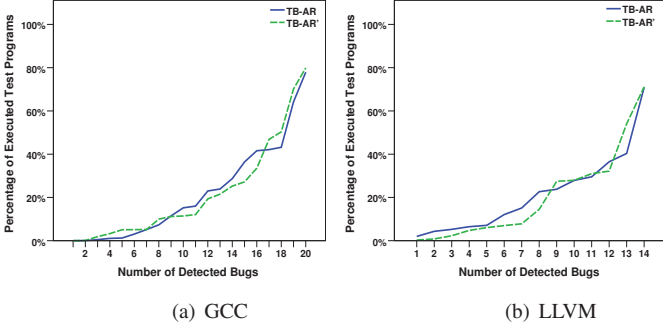 TB-AR
TB-AR'
Percentage of Executed Test Programs
100%
80%
60%
40%
20%
0%
2 4 6 8 10 12 14 16 18 20
Number of Detected Bugs
(a) GCC
TB-AR
TB-AR'
Percentage of Executed Test Programs
100%
80%
60%
40%
20%
0%
1 2 3 4 5 6 7 8 9 10 11 12 13 14
Number of Detected Bugs
(b) LLVM